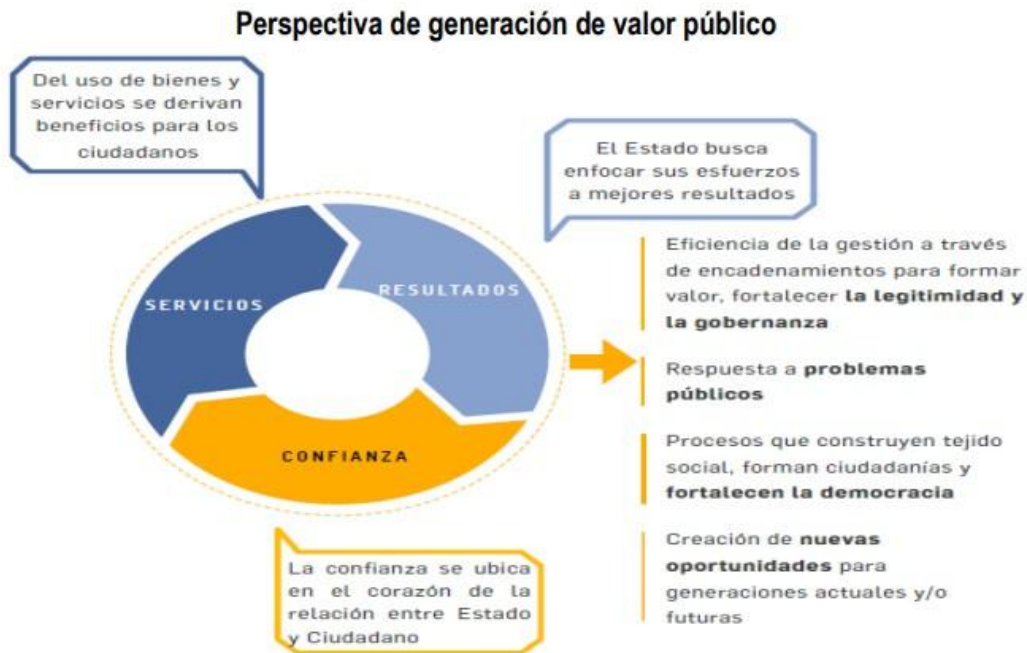 Perspectiva de generación de valor público
Del uso de bienes y
servicios se derivan
beneficios para los
ciudadanos
El Estado busca
enfocar sus esfuerzos
a mejores resultados
SERVICIOS
RESULTADOS
CONFIANZA
Eficiencia de la gestión a través
de encadenamientos para formar
valor, fortalecer la legitimidad y
la gobernanza
Respuesta a problemas
públicos
Procesos que construyen tejido
social, forman ciudadanías y
fortalecen la democracia
Creación de nuevas
oportunidades para
generaciones actuales y/o
futuras
La confianza se ubica
en el corazón de la
relación entre Estado
y Ciudadano